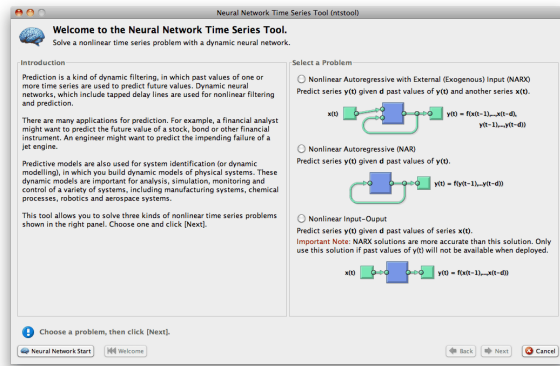 Neural Network Time Series Tool (ntstool)
Welcome to the Neural Network Time Series Tool.
Solve a nonlinear time series problem with a dynamic neural network.
Introduction
Prediction is a kind of dynamic filtering, in which past values of one or
more time series are used to predict future values. Dynamic neural
networks, which include tapped delay lines are used for nonlinear filtering
and prediction.
There are many applications for prediction. For example, a financial analyst
might want to predict the future value of a stock, bond or other financial
instrument. An engineer might want to predict the impending failure of a
jet engine.
Predictive models are also used for system identification (or dynamic
modelling), in which you build dynamic models of physical systems. These
dynamic models are important for analysis, simulation, monitoring and
control of a variety of systems, including manufacturing systems, chemical
processes, robotics and aerospace systems.
This tool allows you to solve three kinds of nonlinear time series problems
shown in the right panel. Choose one and click [Next].
Select a Problem
Nonlinear Autoregressive with External (Exogenous) Input (NARX)
Predict series y(t) given d past values of y(t) and another series x(t).
x(t)
y(t) = f(x(t-1),...,x(t-d),
y(t-1),...,y(t-d))
Nonlinear Autoregressive (NAR)
Predict series y(t) given d past values of y(t).
y(t) = f(y(t-1),...,y(t-d))
Nonlinear Input-Ouput
Predict series y(t) given d past values of series x(t).
Important Note: NARX solutions are more accurate than this solution. Only
use this solution if past values of y(t) will not be available when deployed.
x(t)
y(t) = f(x(t-1),...,x(t-d))
Choose a problem, then click [Next].
Neural Network Start
Welcome
Back
Next
Cancel